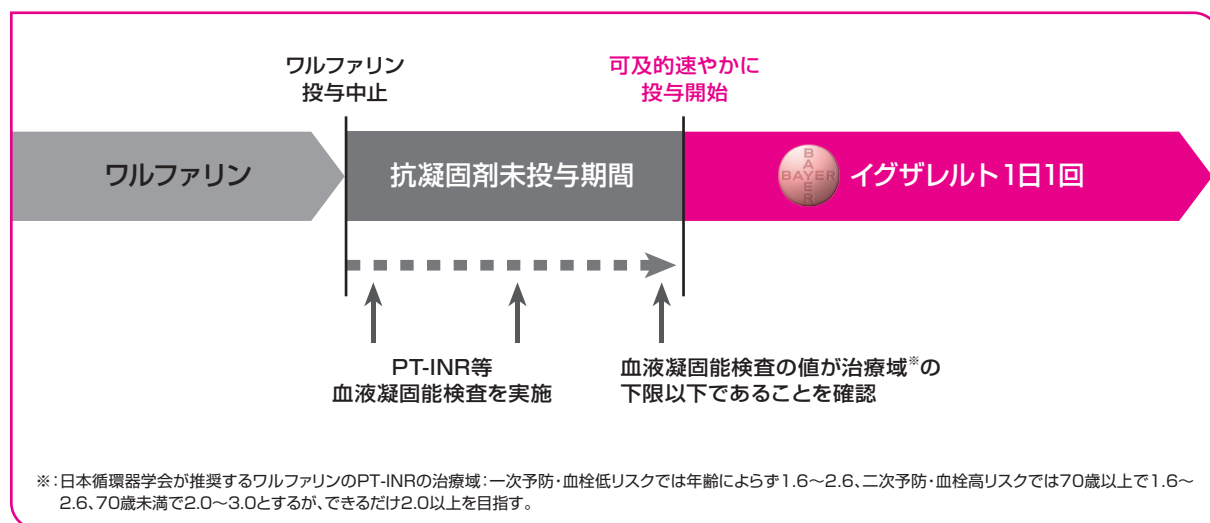 ワルファリン
投与中止
可及的速やかに
投与開始
ワルファリン
抗凝固剤未投与期間
BAYER
BAYER
イグザレルト1日1回
PT-INR等
血液凝固能検査を実施
血液凝固能検査の値が治療域※の
下限以下であることを確認
※:日本循環器学会が推奨するワルファリンのPT-INRの治療域:一次予防・血栓低リスクでは年齢によらず1.6〜2.6、二次予防・血栓高リスクでは70歳以上で1.6〜
2.6、70歳未満で2.0〜3.0とするが、できるだけ2.0以上を目指す。